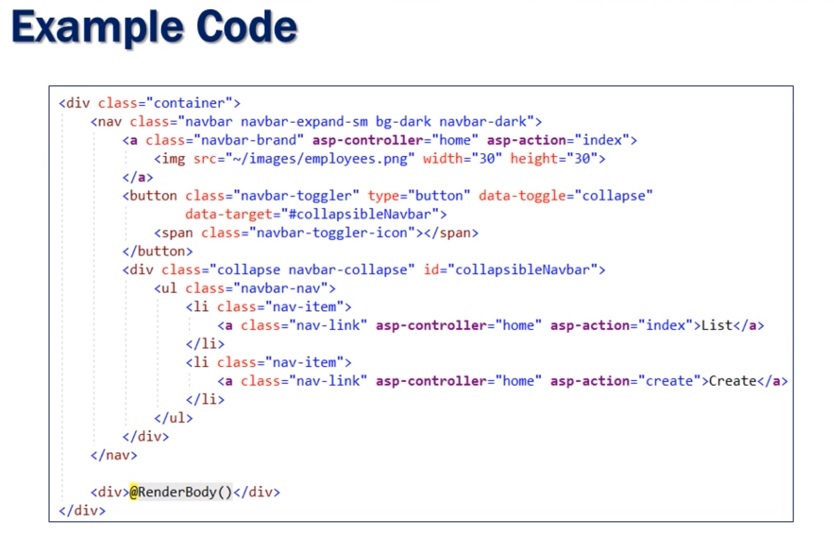 Example Code
<div class="container">
    <nav class="navbar navbar-expand-sm bg-dark navbar-dark">
        <a class="navbar-brand" asp-controller="home" asp-action="index">
            <img src="~/images/employees.png" width="30" height="30">
        </a>
        <button class="navbar-toggler" type="button" data-toggle="collapse"
                data-target="#collapsibleNavbar">
            <span class="navbar-toggler-icon"></span>
        </button>
        <div class="collapse navbar-collapse" id="collapsibleNavbar">
            <ul class="navbar-nav">
                <li class="nav-item">
                    <a class="nav-link" asp-controller="home" asp-action="index">List</a>
                </li>
                <li class="nav-item">
                    <a class="nav-link" asp-controller="home" asp-action="create">Create</a>
                </li>
            </ul>
        </div>
    </nav>

    <div>@RenderBody()</div>
</div>